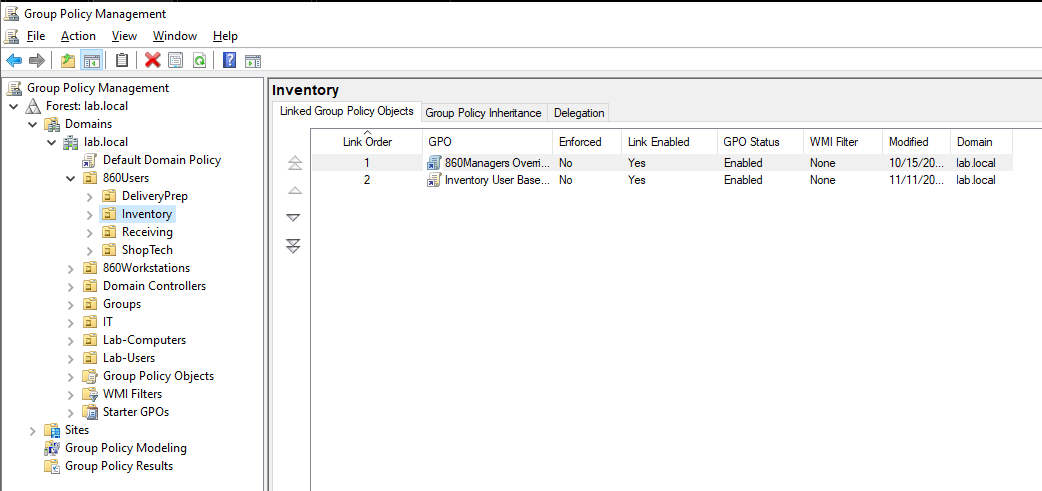 Group Policy Management
File Action View Window Help
Group Policy Management
Forest: lab.local
Domains
lab.local
Default Domain Policy
860Users
DeliveryPrep
Inventory
Receiving
ShopTech
860Workstations
Domain Controllers
Groups
IT
Lab-Computers
Lab-Users
Group Policy Objects
WMI Filters
Starter GPOs
Sites
Group Policy Modeling
Group Policy Results
Inventory
Linked Group Policy Objects Group Policy Inheritance Delegation
Link Order GPO Enforced Link Enabled GPO Status WMI Filter Modified Domain
1 860Managers Overri... No Yes Enabled None 10/15/20... lab.local
2 Inventory User Base... No Yes Enabled None 11/11/20... lab.local